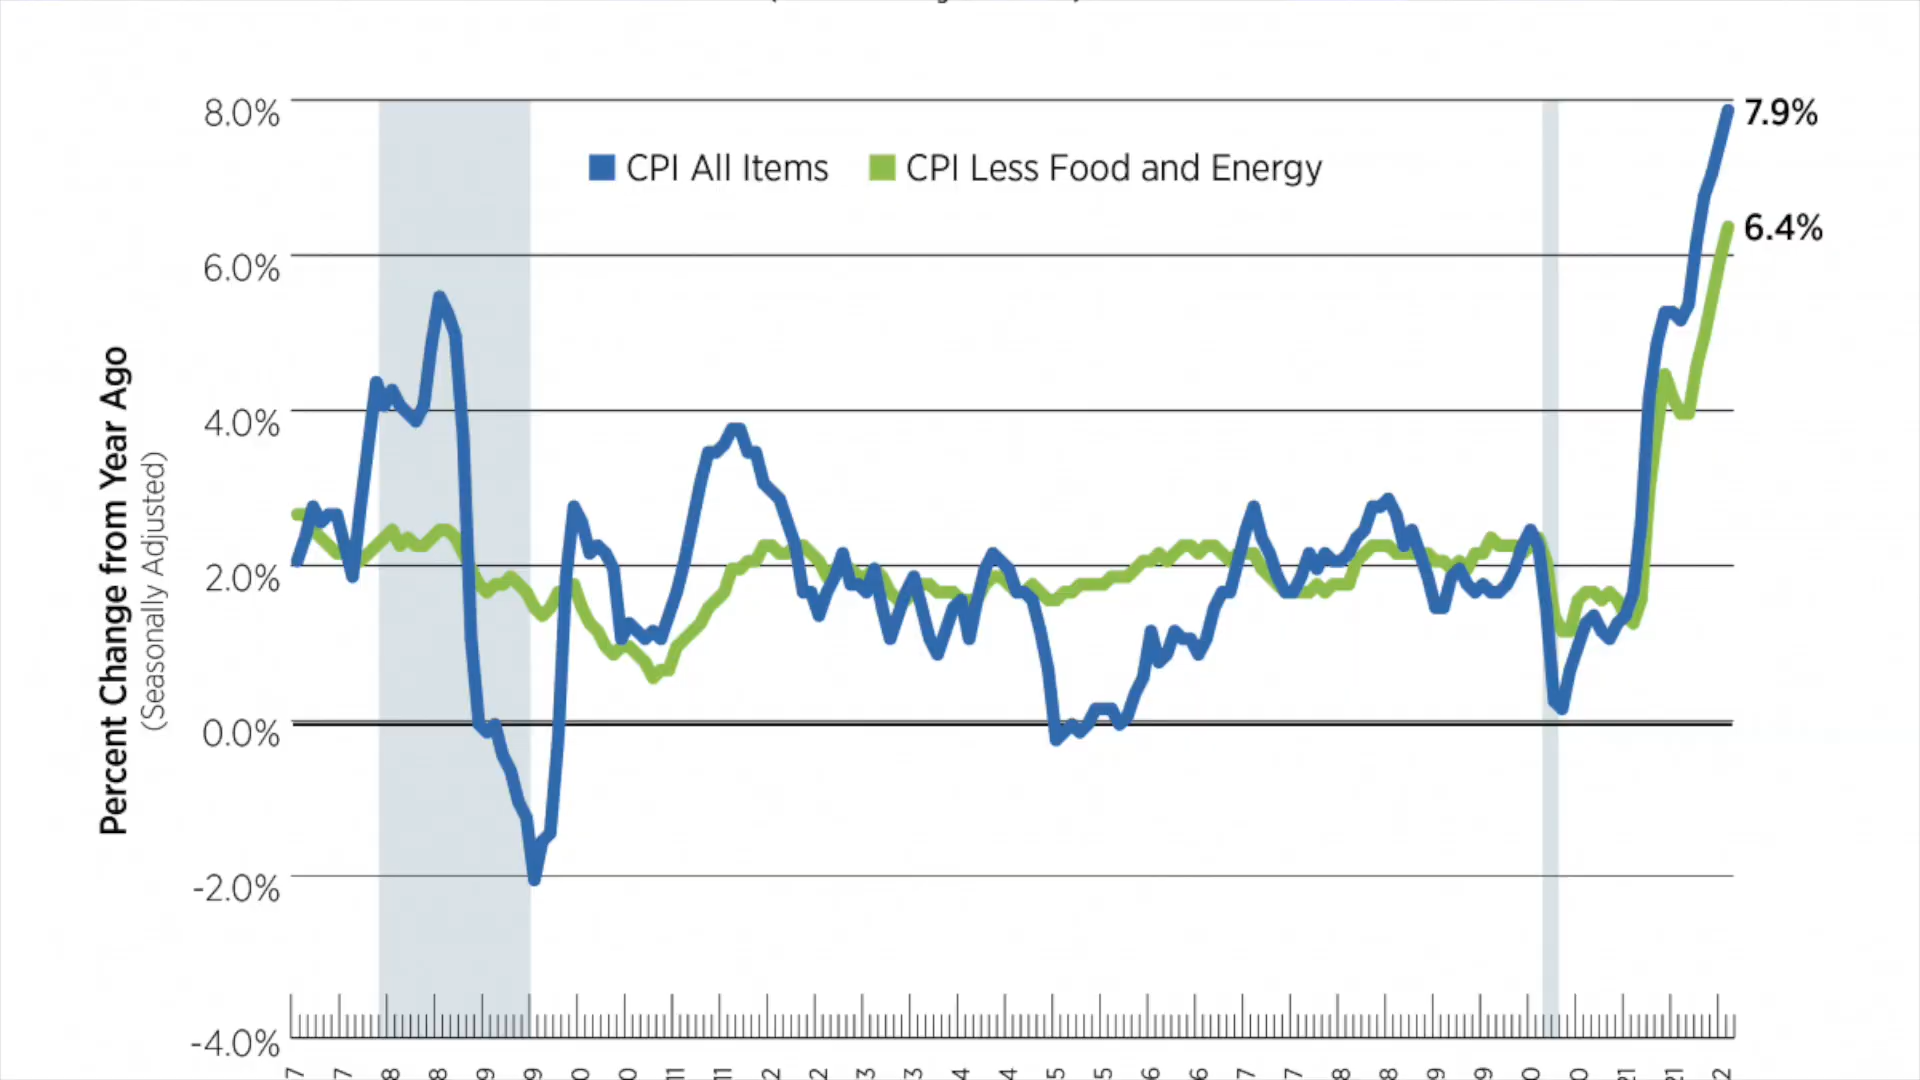 8.0%
7.9%
CPI All Items
CPI Less Food and Energy
6.4%
6.0%
4.0%
2.0%
0.0%
-2.0%
-4.0%
Percent Change from Year Ago
(Seasonally Adjusted)